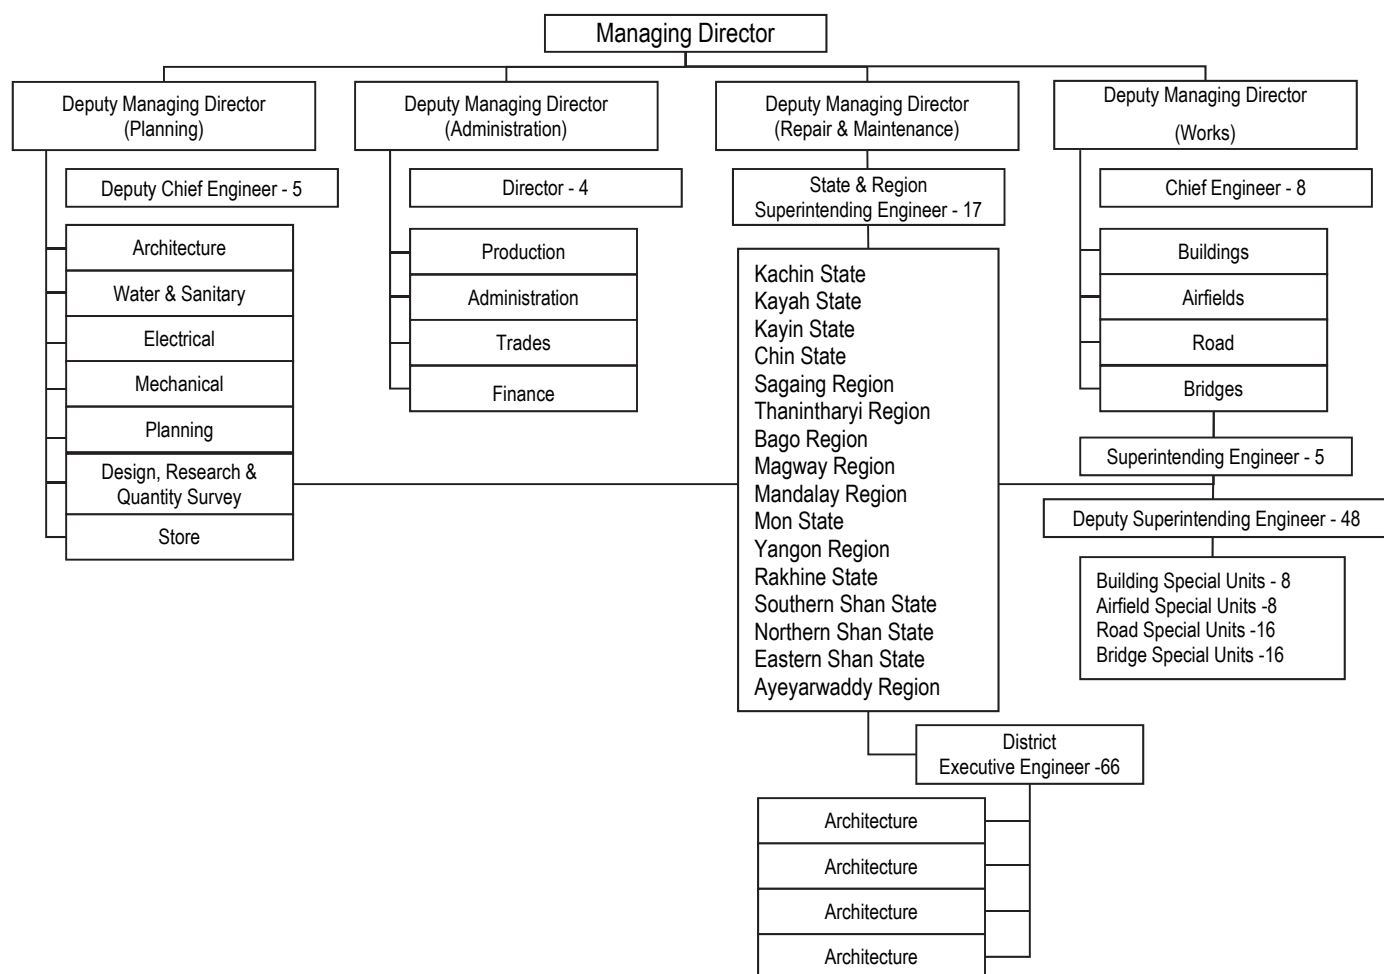 Managing Director
Deputy Managing Director
(Planning)
Deputy Chief Engineer - 5
Architecture
Water & Sanitary
Electrical
Mechanical
Planning
Design, Research &
Quantity Survey
Store
Deputy Managing Director
(Administration)
Director - 4
Production
Administration
Trades
Finance
Deputy Managing Director
(Repair & Maintenance)
State & Region
Superintending Engineer - 17
Kachin State
Kayah State
Kayin State
Chin State
Sagaing Region
Thanintharyi Region
Bago Region
Magway Region
Mandalay Region
Mon State
Yangon Region
Rakhine State
Southern Shan State
Northern Shan State
Eastern Shan State
Ayeyarwaddy Region
District
Executive Engineer -66
Architecture
Architecture
Architecture
Architecture
Deputy Managing Director
(Works)
Chief Engineer - 8
Buildings
Airfields
Road
Bridges
Superintending Engineer - 5
Deputy Superintending Engineer - 48
Building Special Units - 8
Airfield Special Units -8
Road Special Units -16
Bridge Special Units -16